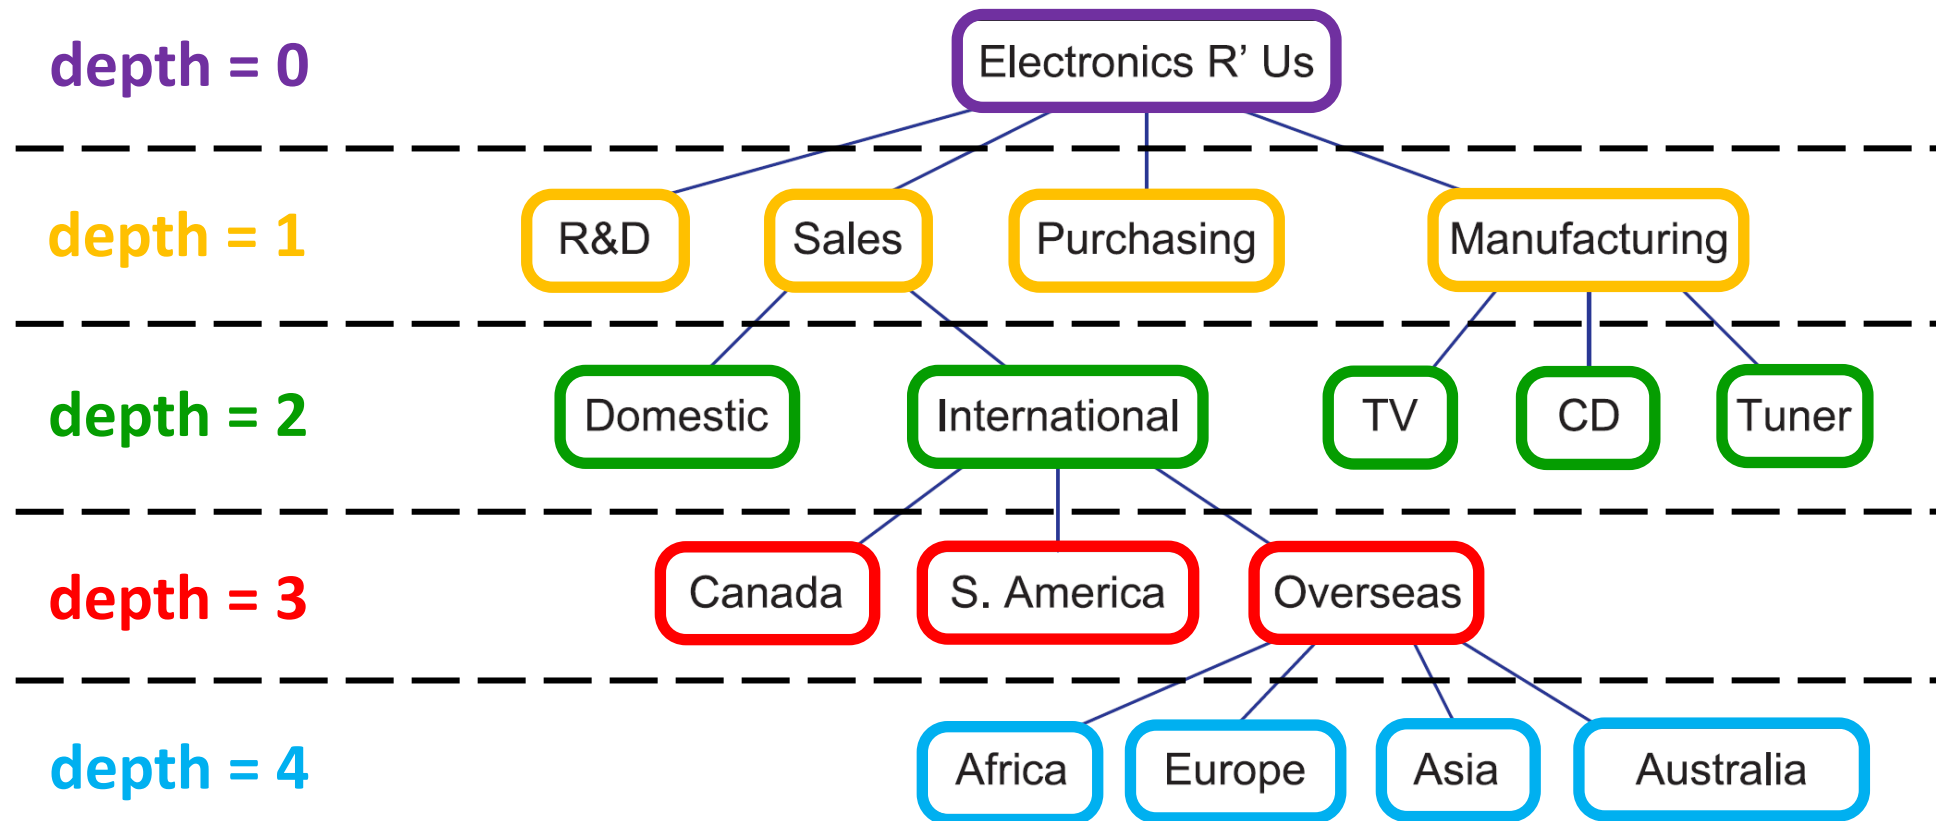 depth = 0
Electronics R’ Us
depth = 1
R&D
Sales
Purchasing
Manufacturing
depth = 2
Domestic
International
TV
CD
Tuner
depth = 3
Canada
S. America
Overseas
depth = 4
Africa
Europe
Asia
Australia